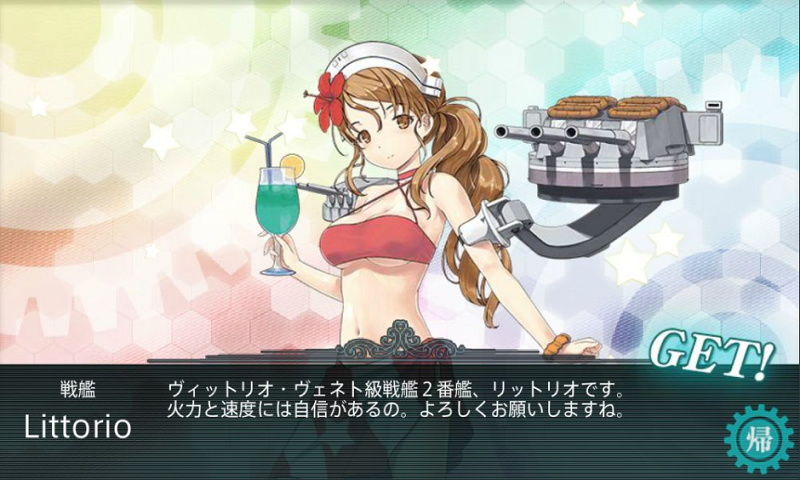 GET!
戦艦
Littorio
ヴィットリオ・ヴェネト級戦艦２番艦、リットリオです。
火力と速度には自信があるの。よろしくお願いしますね。
帰